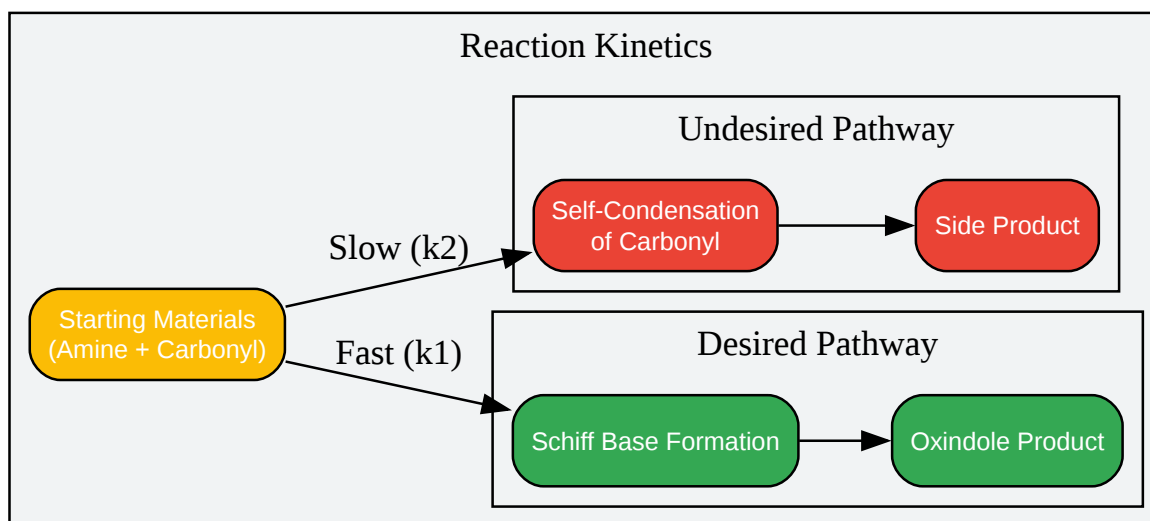 Reaction Kinetics
Undesired Pathway
Self-Condensation
of Carbonyl
Side Product
Slow (k2)
Starting Materials
(Amine + Carbonyl)
Fast (k1)
Desired Pathway
Schiff Base Formation
Oxindole Product